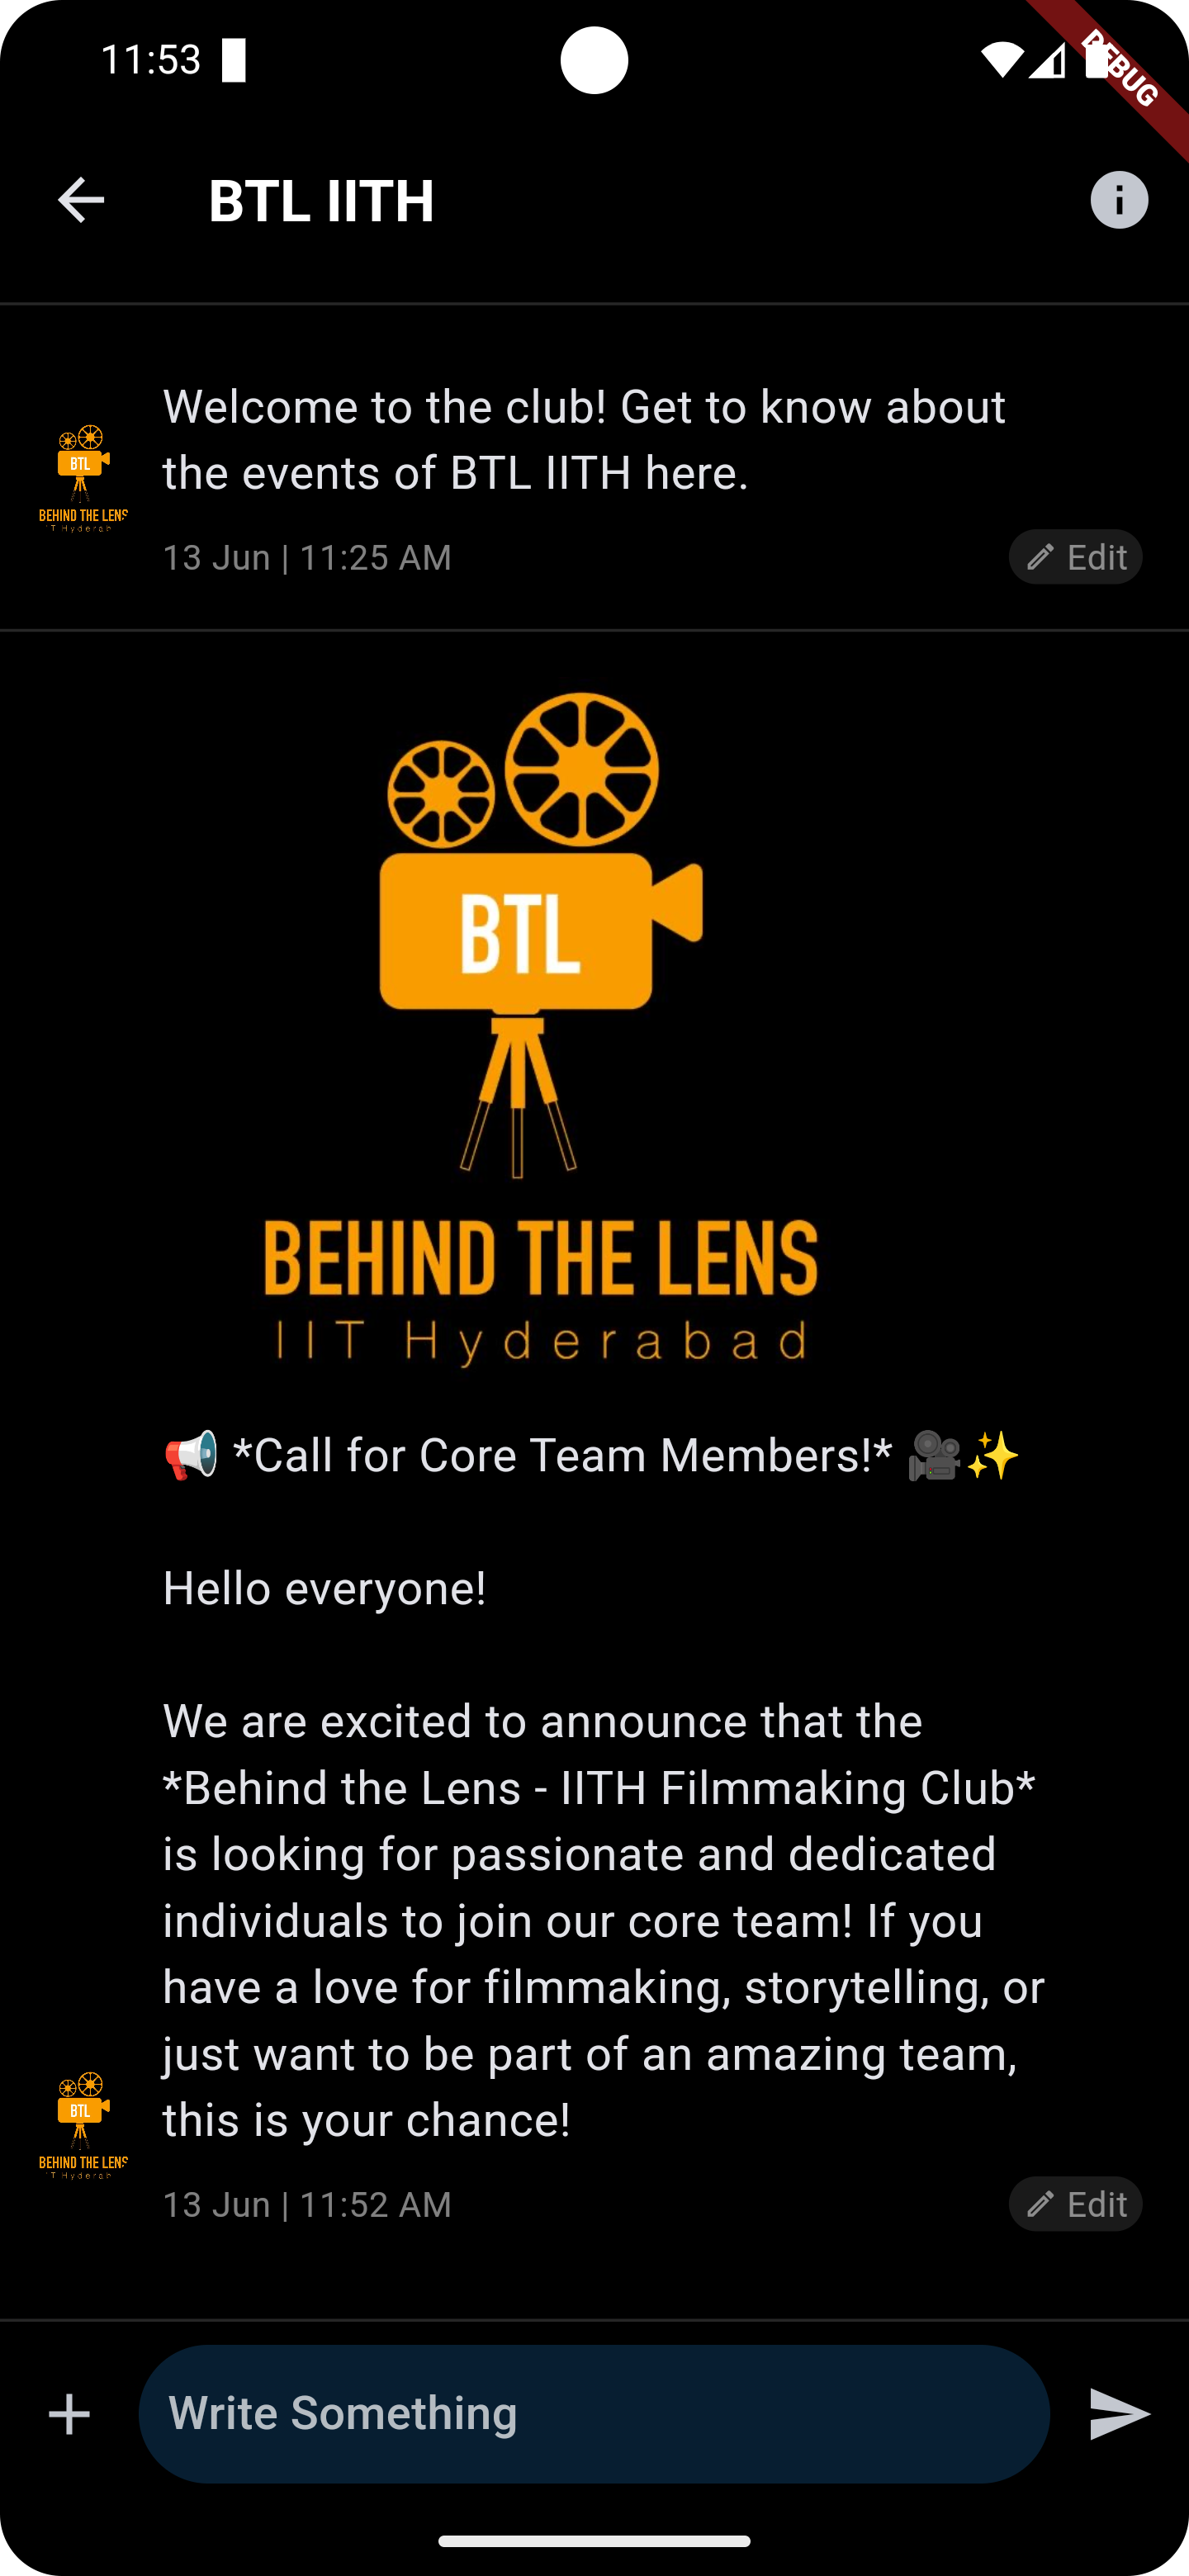 11:53
DEBUG
BTL IITH
Welcome to the club! Get to know about
the events of BTL IITH here.
BTL
BEHIND THE LENS
13 Jun | 11:25 AM
Edit
BTL
BEHIND THE LENS
IIT Hyderabad
📢 *Call for Core Team Members!* 🎥✨
Hello everyone!
We are excited to announce that the
*Behind the Lens - IITH Filmmaking Club*
is looking for passionate and dedicated
individuals to join our core team! If you
have a love for filmmaking, storytelling, or
just want to be part of an amazing team,
this is your chance!
BTL
BEHIND THE LENS
13 Jun | 11:52 AM
Edit
Write Something